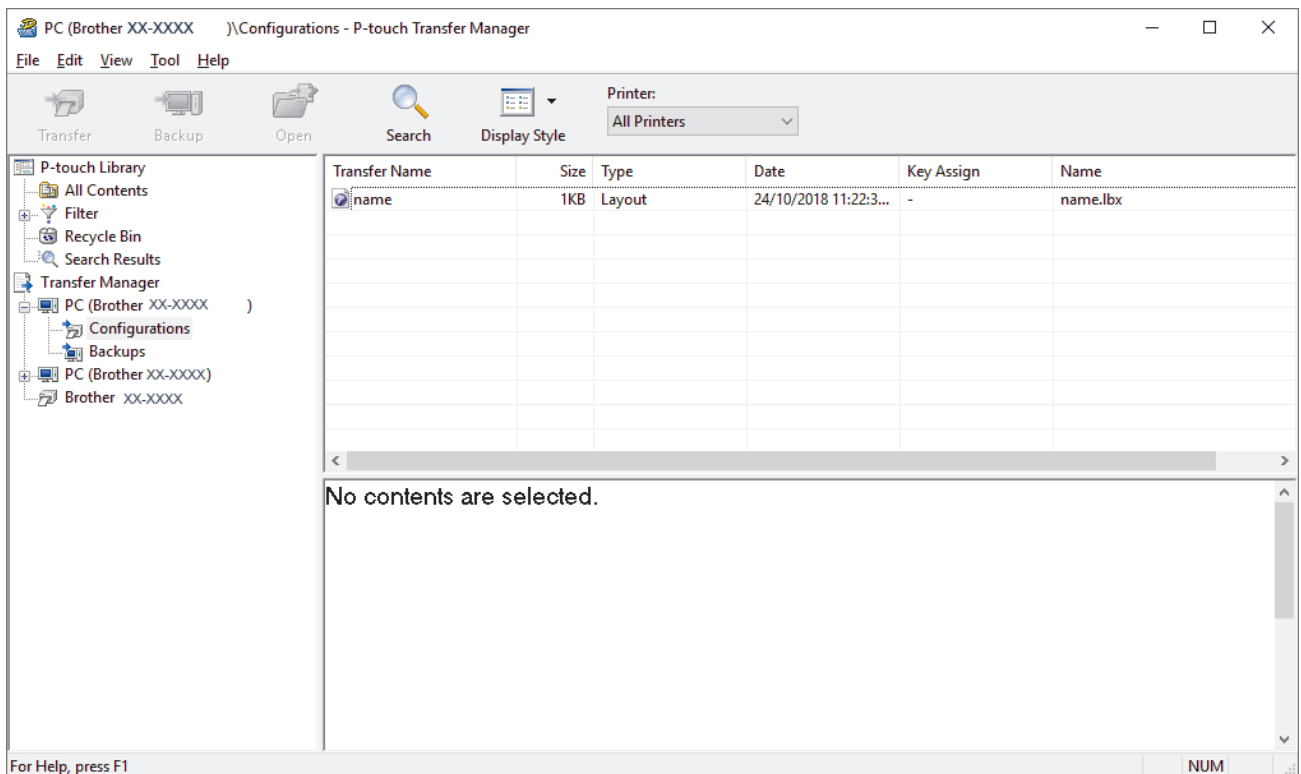 PC (Brother XX-XXXX )\Configurations - P-touch Transfer Manager
File Edit View Tool Help
Transfer Backup Open Search Display Style
Printer:
All Printers
P-touch Library
All Contents
Filter
Recycle Bin
Search Results
Transfer Manager
PC (Brother XX-XXXX )
Configurations
Backups
PC (Brother XX-XXXX)
Brother XX-XXXX
Transfer Name Size Type Date Key Assign Name
name 1KB Layout 24/10/2018 11:22:3... - name.lbx
No contents are selected.
For Help, press F1
NUM